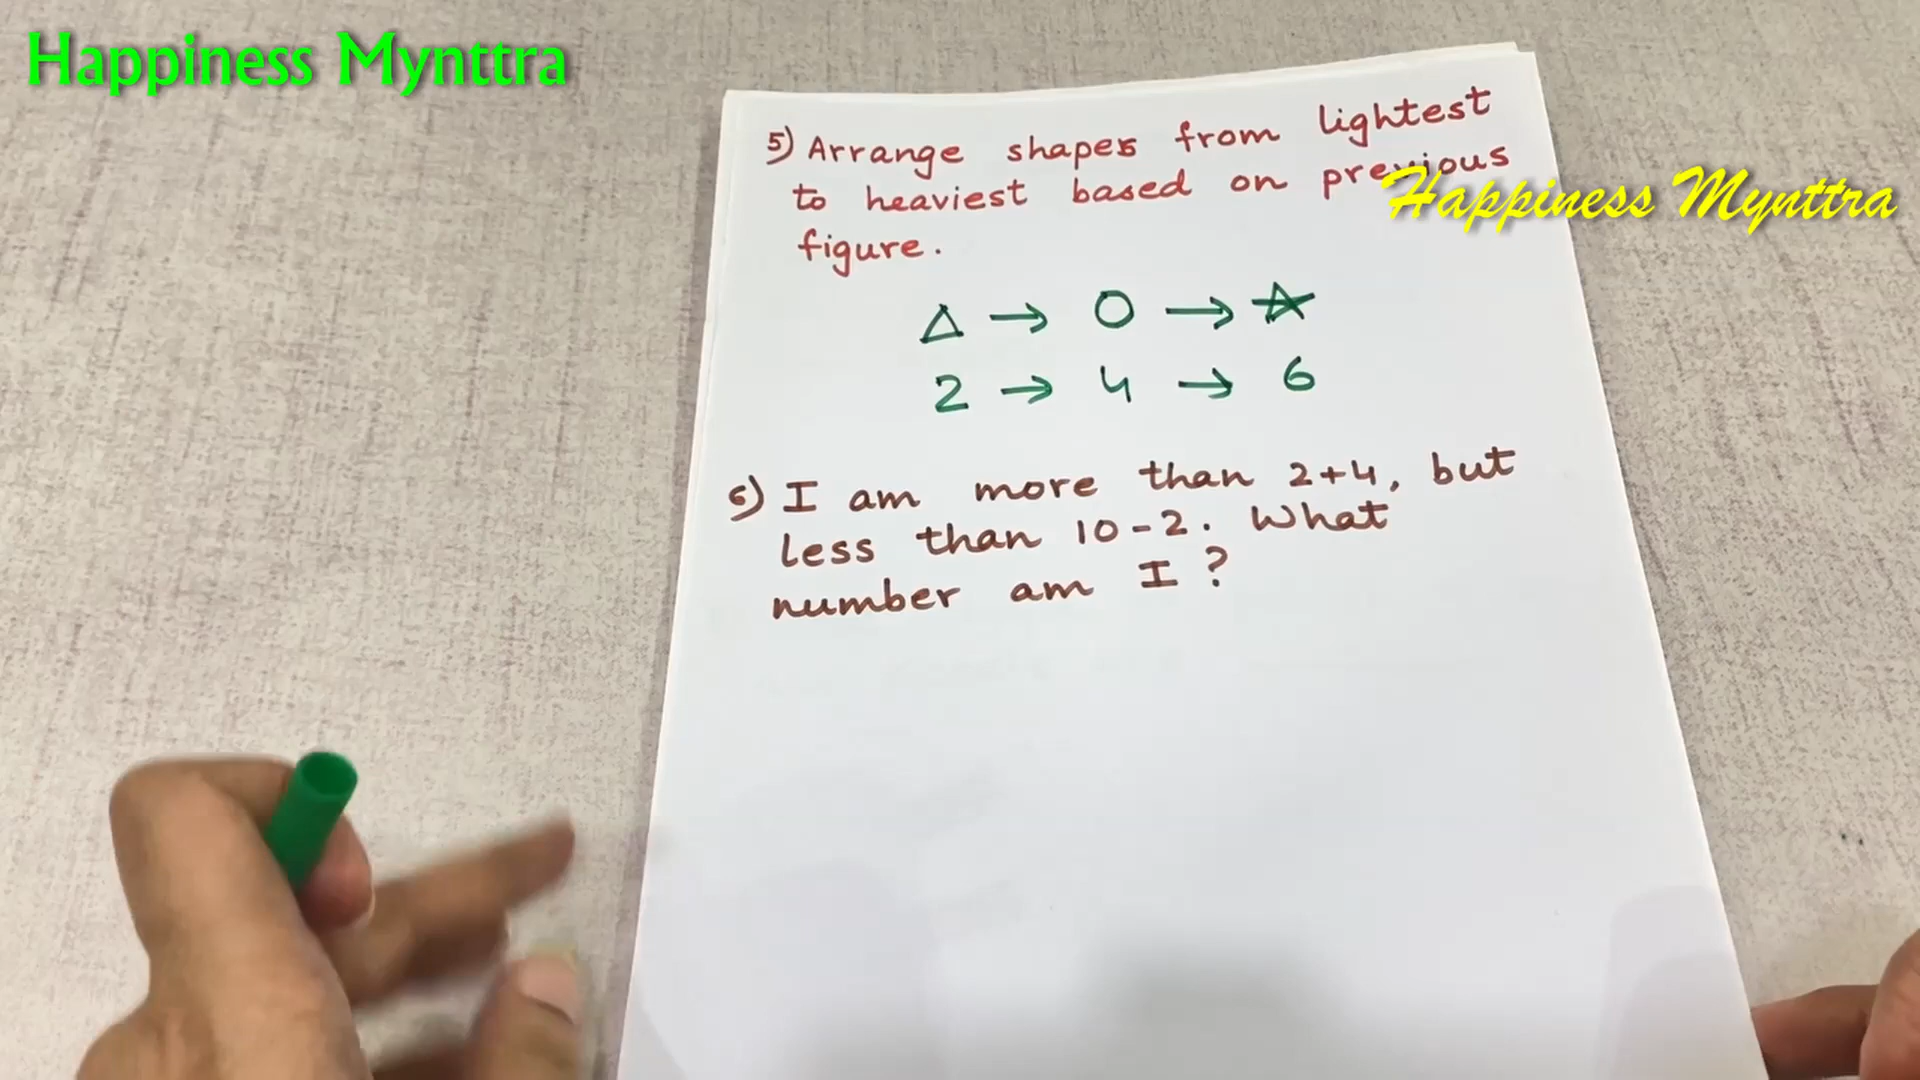 Happiness Mynttra
5) Arrange shapes from lightest
to heaviest based on previous
Happiness Mynttra
figure.
△ → O → ☆
2 → 4 → 6
6) I am more than 2+4, but
less than 10-2. What
number am I ?